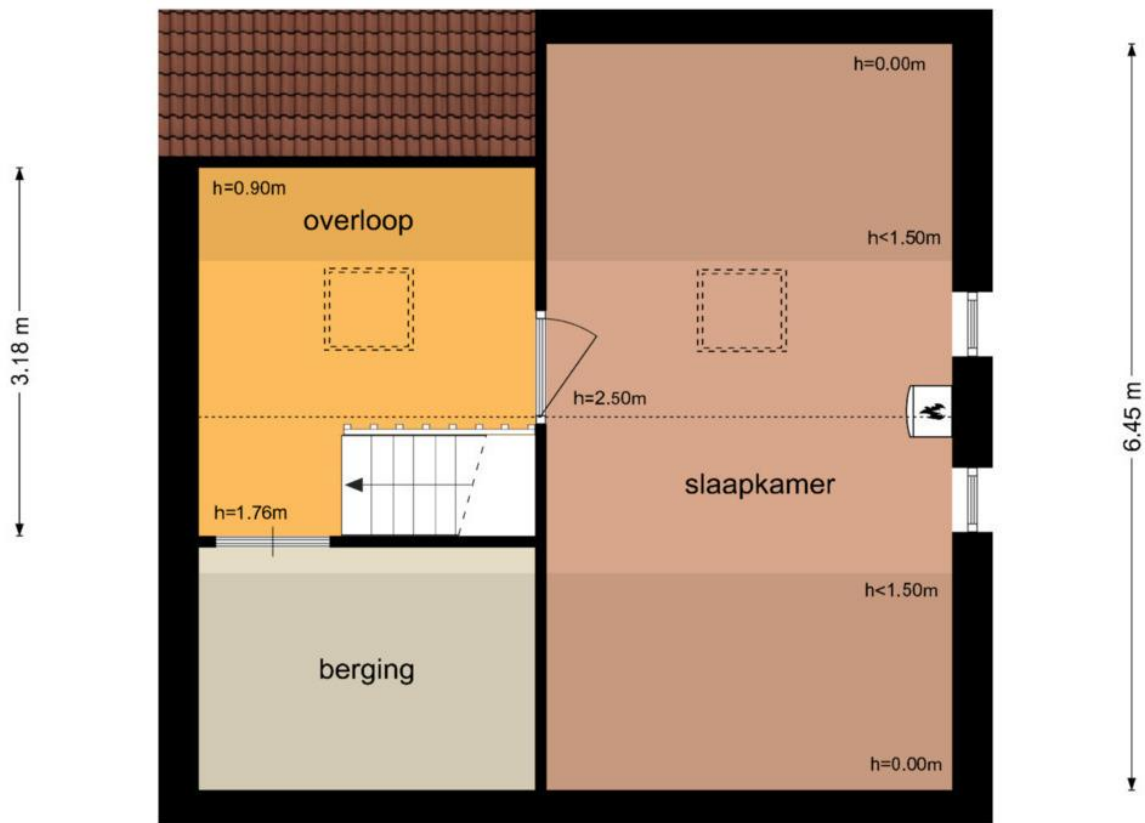 h=0.00m
h=0.90m
overloop
h<1.50m
3.18 m
h=2.50m
6.45 m
slaapkamer
h=1.76m
h<1.50m
berging
h=0.00m